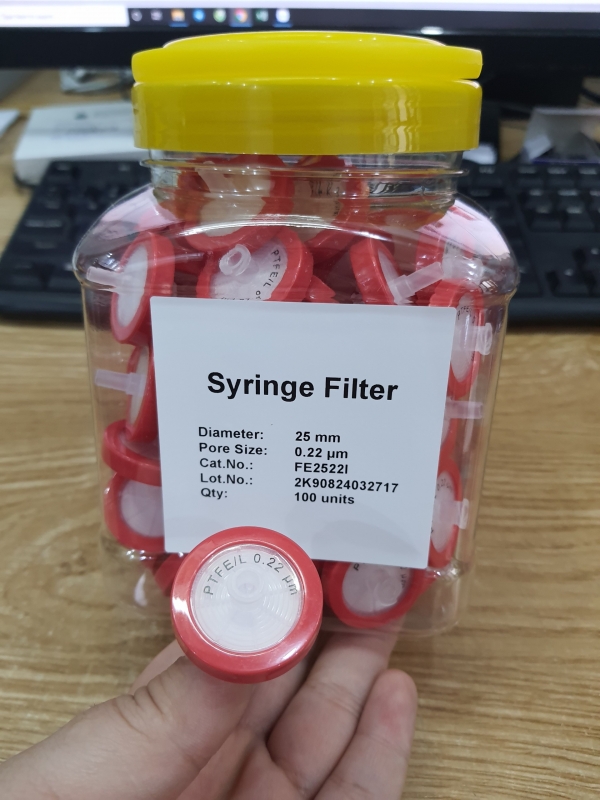 PTFE/L
Syringe Filter
Diameter: 25 mm
Pore Size: 0.22 µm
Cat.No.: FE2522I
Lot.No.: 2K90824032717
Qty: 100 units
PTFE/L 0.22 µm